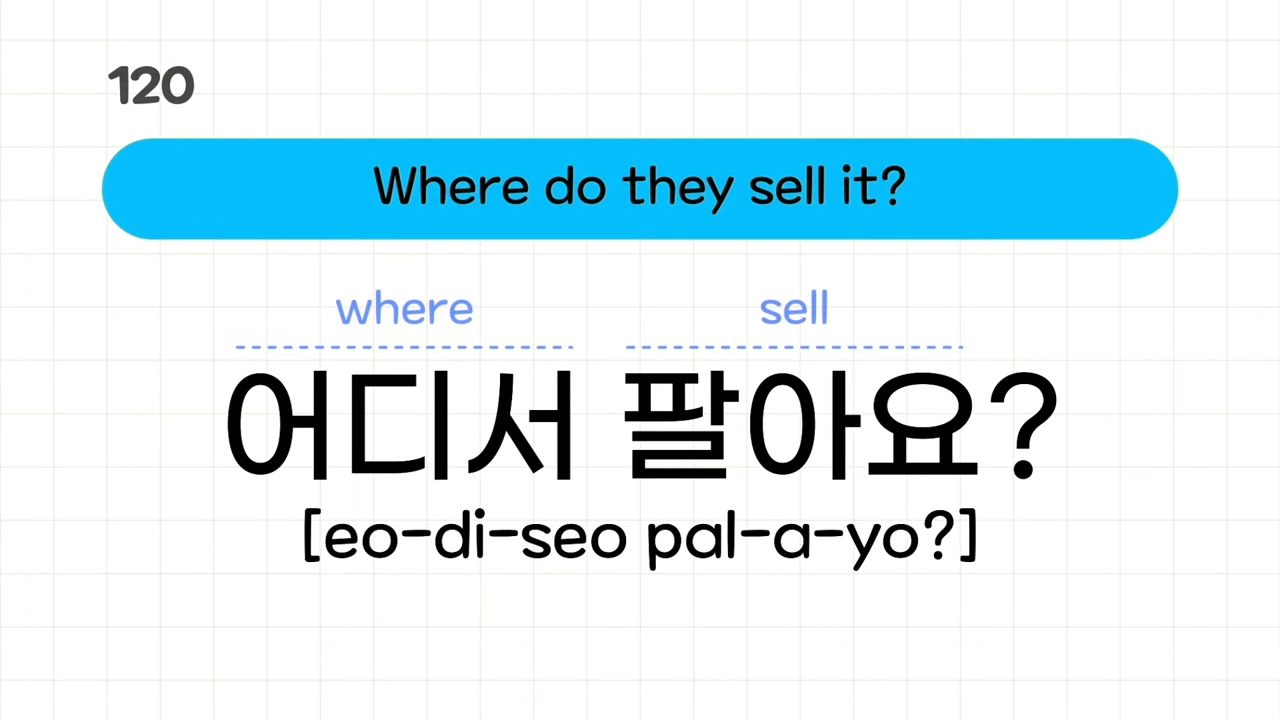 120
Where do they sell it?
where sell
어디서 팔아요?
[eo-di-seo pal-a-yo?]